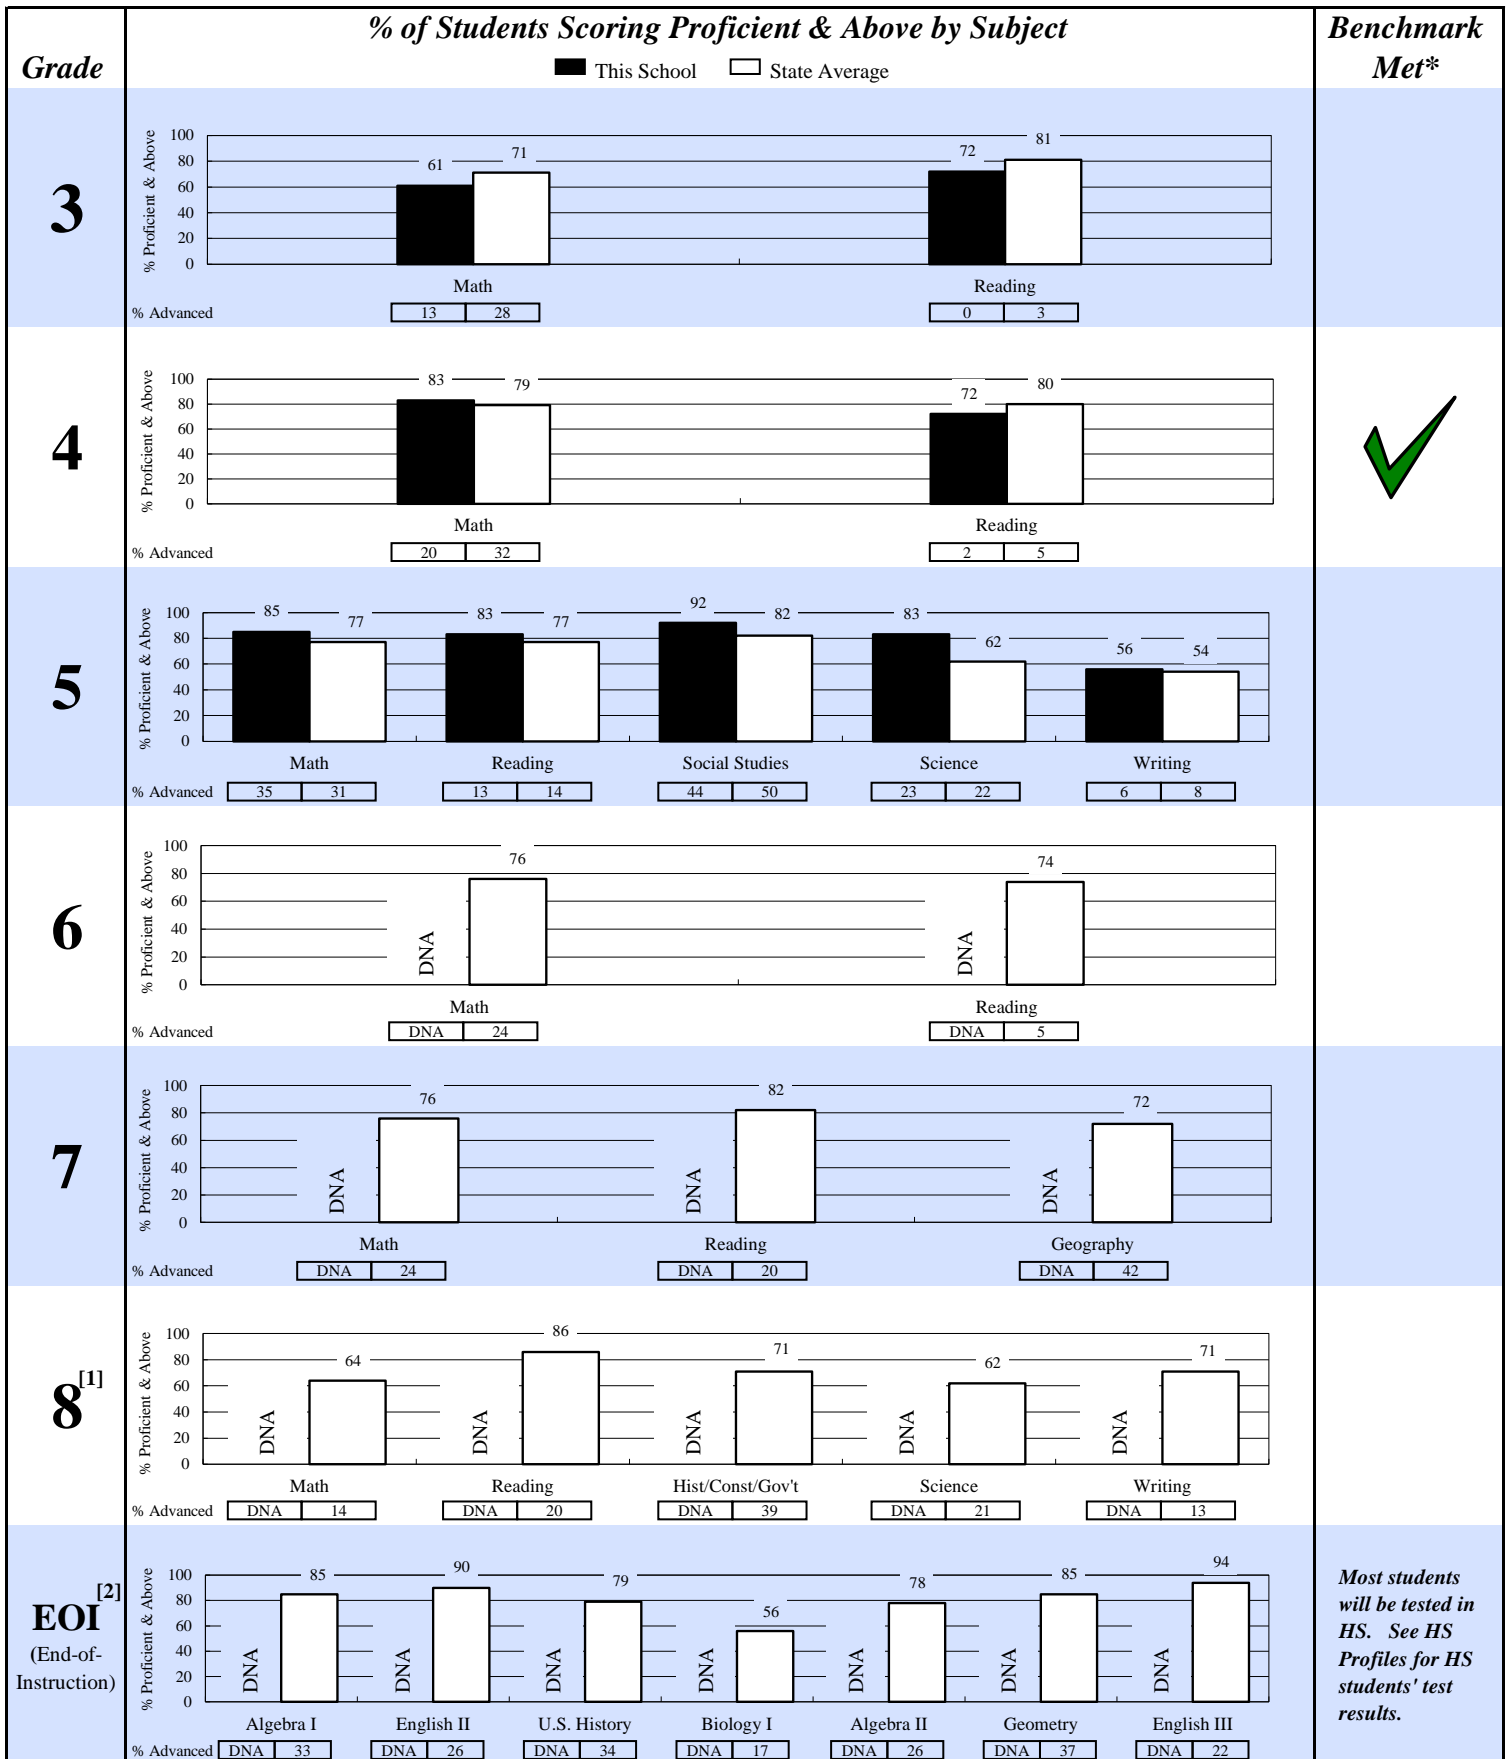 Grade
% of Students Scoring Proficient & Above by Subject
This School State Average
Benchmark
Met*
3
% Proficient & Above
100
80
60
40
20
0
61 71 72 81
Math Reading
% Advanced 13 28 0 3
4
% Proficient & Above
100
80
60
40
20
0
83 79 72 80
Math Reading
% Advanced 20 32 2 5
5
% Proficient & Above
100
80
60
40
20
0
85 77 83 77 92 82 83 62 56 54
Math Reading Social Studies Science Writing
% Advanced 35 31 13 14 44 50 23 22 6 8
6
% Proficient & Above
100
80
60
40
20
0
DNA 76 DNA 74
Math Reading
% Advanced DNA 24 DNA 5
7
% Proficient & Above
100
80
60
40
20
0
DNA 76 DNA 82 DNA 72
Math Reading Geography
% Advanced DNA 24 DNA 20 DNA 42
8[1]
% Proficient & Above
100
80
60
40
20
0
DNA 64 DNA 86 DNA 71 DNA 62 DNA 71
Math Reading Hist/Const/Gov't Science Writing
% Advanced DNA 14 DNA 20 DNA 39 DNA 21 DNA 13
EOI[2]
(End-of-
Instruction)
% Proficient & Above
100
80
60
40
20
0
DNA 85 DNA 90 DNA 79 DNA 56 DNA 78 DNA 85 DNA 94
Algebra I English II U.S. History Biology I Algebra II Geometry English III
% Advanced DNA 33 DNA 26 DNA 34 DNA 17 DNA 26 DNA 37 DNA 22
Most students
will be tested in
HS. See HS
Profiles for HS
students' test
results.